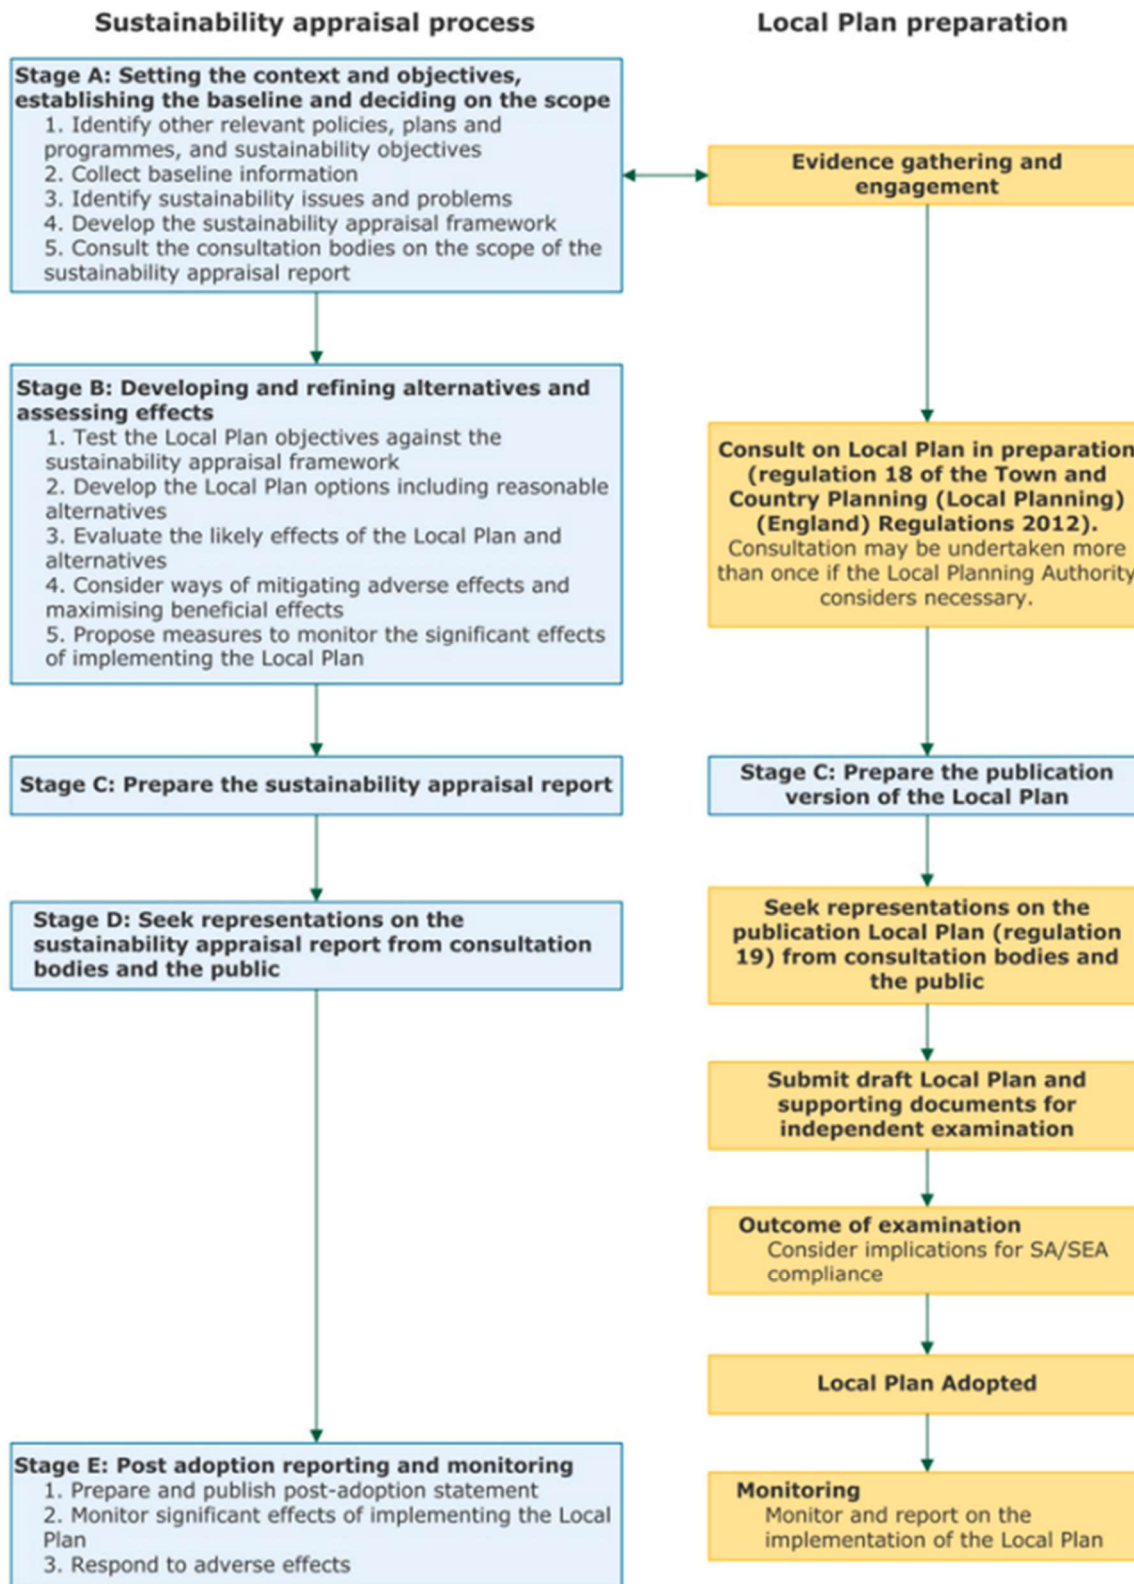 Sustainability appraisal process
Local Plan preparation
Stage A: Setting the context and objectives,
establishing the baseline and deciding on the scope
1. Identify other relevant policies, plans and
programmes, and sustainability objectives
2. Collect baseline information
3. Identify sustainability issues and problems
4. Develop the sustainability appraisal framework
5. Consult the consultation bodies on the scope of the
sustainability appraisal report
Evidence gathering and
engagement
Stage B: Developing and refining alternatives and
assessing effects
1. Test the Local Plan objectives against the
sustainability appraisal framework
2. Develop the Local Plan options including reasonable
alternatives
3. Evaluate the likely effects of the Local Plan and
alternatives
4. Consider ways of mitigating adverse effects and
maximising beneficial effects
5. Propose measures to monitor the significant effects
of implementing the Local Plan
Consult on Local Plan in preparation
(regulation 18 of the Town and
Country Planning (Local Planning)
(England) Regulations 2012).
Consultation may be undertaken more
than once if the Local Planning Authority
considers necessary.
Stage C: Prepare the sustainability appraisal report
Stage C: Prepare the publication
version of the Local Plan
Stage D: Seek representations on the
sustainability appraisal report from consultation
bodies and the public
Seek representations on the
publication Local Plan (regulation
19) from consultation bodies and
the public
Submit draft Local Plan and
supporting documents for
independent examination
Outcome of examination
Consider implications for SA/SEA
compliance
Local Plan Adopted
Stage E: Post adoption reporting and monitoring
1. Prepare and publish post-adoption statement
2. Monitor significant effects of implementing the Local
Plan
3. Respond to adverse effects
Monitoring
Monitor and report on the
implementation of the Local Plan